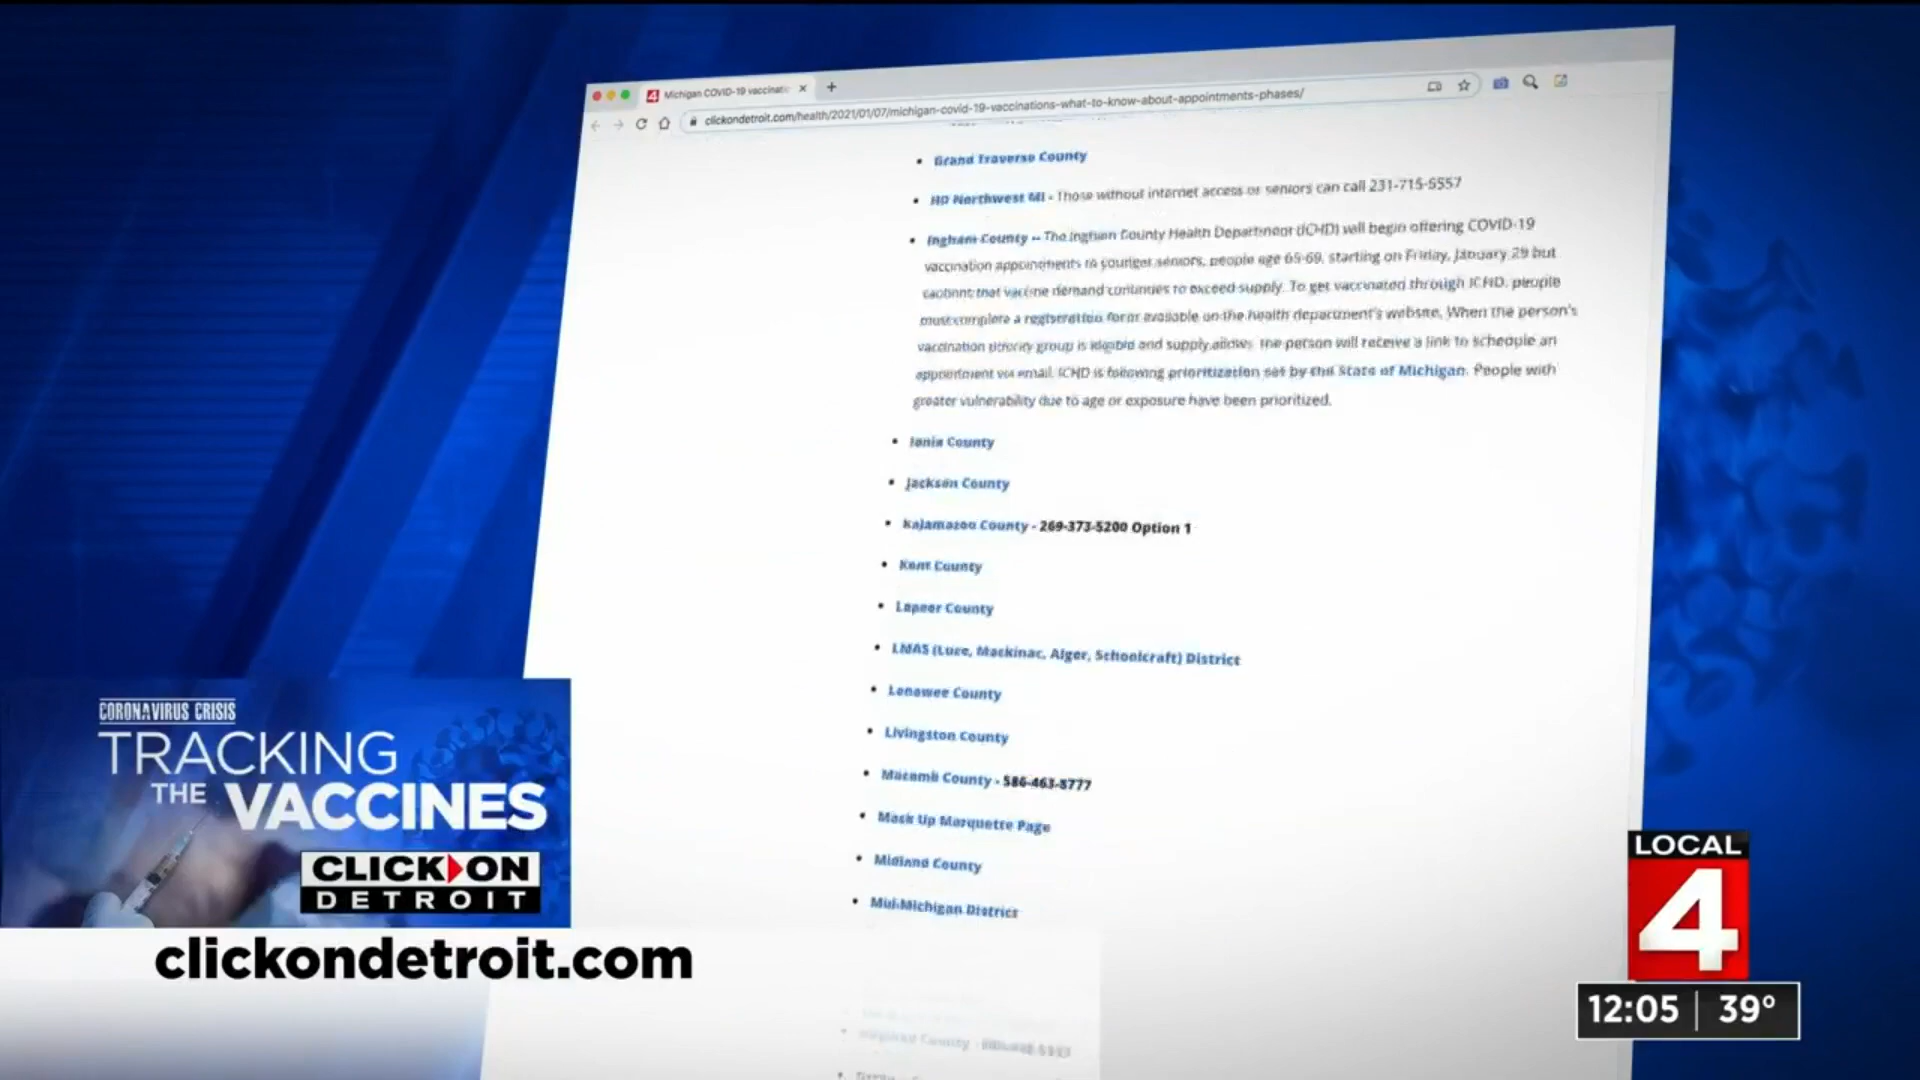 Michigan COVID-19 vaccinati
clickondetroit.com/health/2021/01/07/michigan-covid-19-vaccinations-what-to-know-about-appointments-phases/
• Grand Traverse County
• HD Northwest MI - Those without internet access or seniors can call 231-715-5557
• Ingham County -- The Ingham County Health Department (ICHD) will begin offering COVID-19
vaccination appointments to younger seniors, people age 65-69, starting on Friday, January 29 but
cautions that vaccine demand continues to exceed supply. To get vaccinated through ICHD, people
must complete a registration form available on the health department's website. When the person's
vaccination priority group is eligible and supply allows, the person will receive a link to schedule an
appointment via email. ICHD is following prioritization set by the State of Michigan. People with
greater vulnerability due to age or exposure have been prioritized.
• Ionia County
• Jackson County
• Kalamazoo County - 269-373-5200 Option 1
• Kent County
• Lapeer County
• LMAS (Luce, Mackinac, Alger, Schoolcraft) District
• Lenawee County
• Livingston County
• Macomb County - 586-463-8777
• Mask Up Marquette Page
• Midland County
• Mid-Michigan District
CORONAVIRUS CRISIS
TRACKING
THE VACCINES
CLICK ON
DETROIT
clickondetroit.com
LOCAL
4
12:05 39°